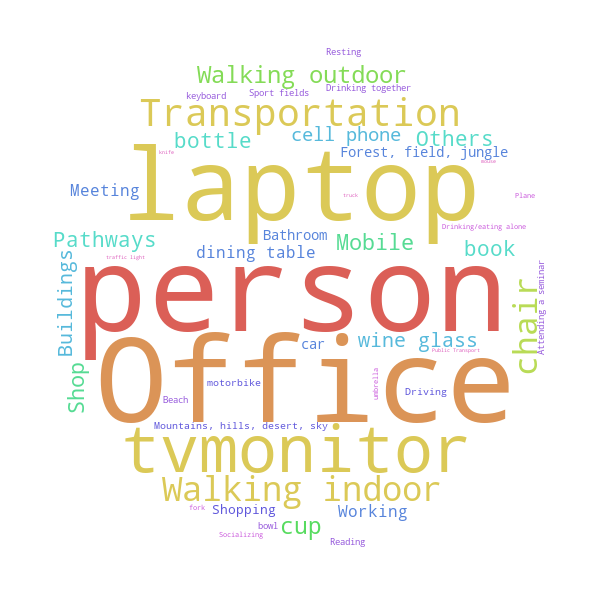 Resting
Walking outdoor
Drinking together
keyboard
Sport fields
Transportation
cell phone
Others
bottle
Forest, field, jungle
knife
laptop
Meeting
truck
Plane
Drinking/eating alone
Pathways
Bathroom
Mobile
book
dining table
traffic light
Buildings
person
Attending a seminar
chair
wine glass
car
Public Transport
Office
Shop
motorbike
umbrella
Driving
Beach
Mountains, hills, desert, sky
tvmonitor
Walking indoor
fork
Shopping
Working
bowl
cup
Socializing
Reading